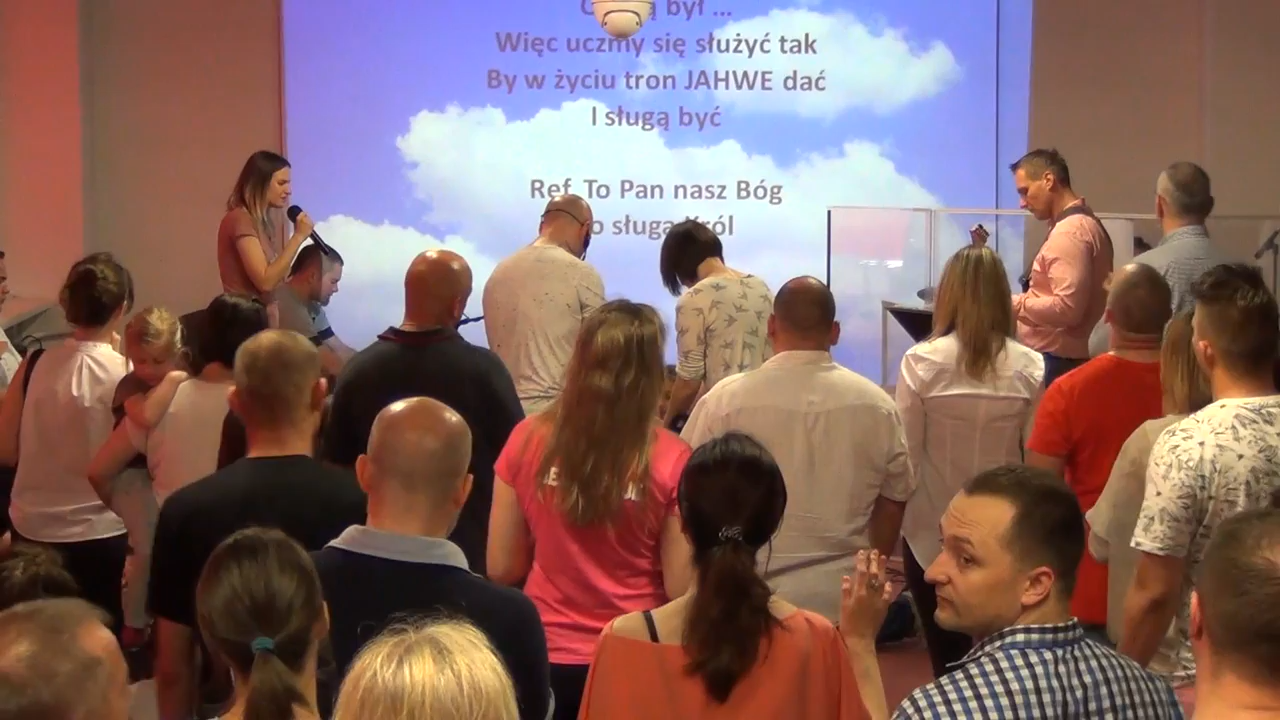 był ...
Więc uczmy się służyć tak
By w życiu tron JAHWE dać
I sługą być
Ref. To Pan nasz Bóg
sługa Król